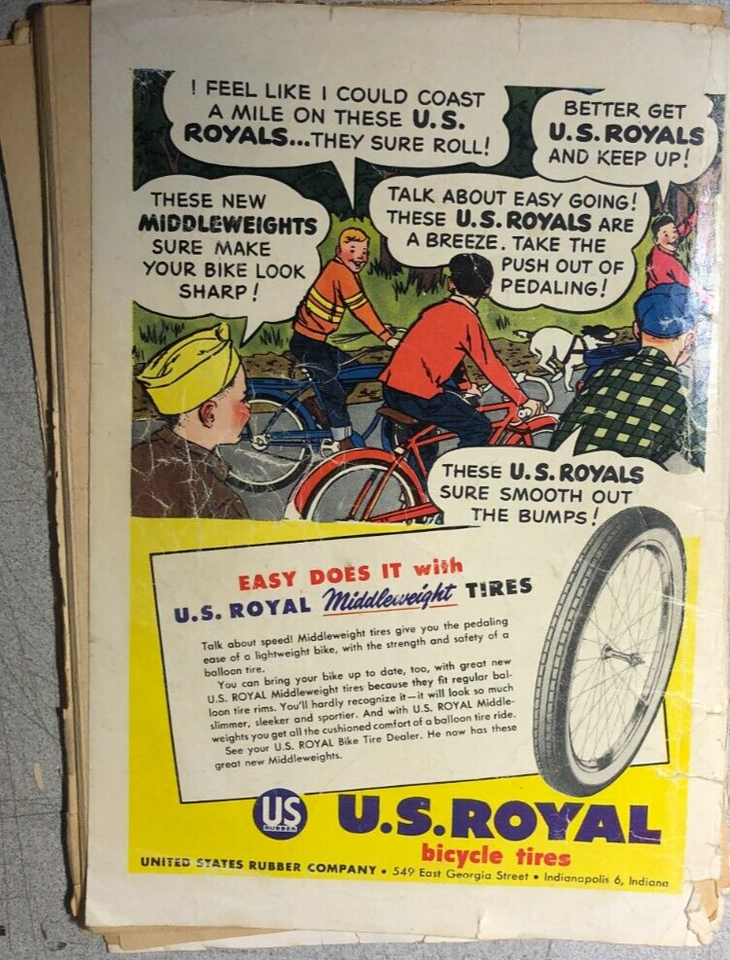 I FEEL LIKE I COULD COAST
A MILE ON THESE U.S.
ROYALS...THEY SURE ROLL!
BETTER GET
U.S. ROYALS
AND KEEP UP!
THESE NEW
MIDDLEWEIGHTS
SURE MAKE
YOUR BIKE LOOK
SHARP!
TALK ABOUT EASY GOING!
THESE U.S. ROYALS ARE
A BREEZE. TAKE THE
PUSH OUT OF
PEDALING!
THESE U.S. ROYALS
SURE SMOOTH OUT
THE BUMPS!
EASY DOES IT with
U.S. ROYAL Middleweight TIRES
Talk about speed! Middleweight tires give you the pedaling
ease of a lightweight bike, with the strength and safety of a
balloon tire.
You can bring your bike up to date, too, with great new
U.S. ROYAL Middleweight tires because they fit regular bal-
loon tire rims. You'll hardly recognize it—it will look so much
slimmer, sleeker and sportier. And with U.S. ROYAL Middle-
weights you get all the cushioned comfort of a balloon tire ride.
See your U.S. ROYAL Bike Tire Dealer. He now has these
great new Middleweights.
US
RUBBER
U.S. ROYAL
bicycle tires
UNITED STATES RUBBER COMPANY • 549 East Georgia Street • Indianapolis 6, Indiana